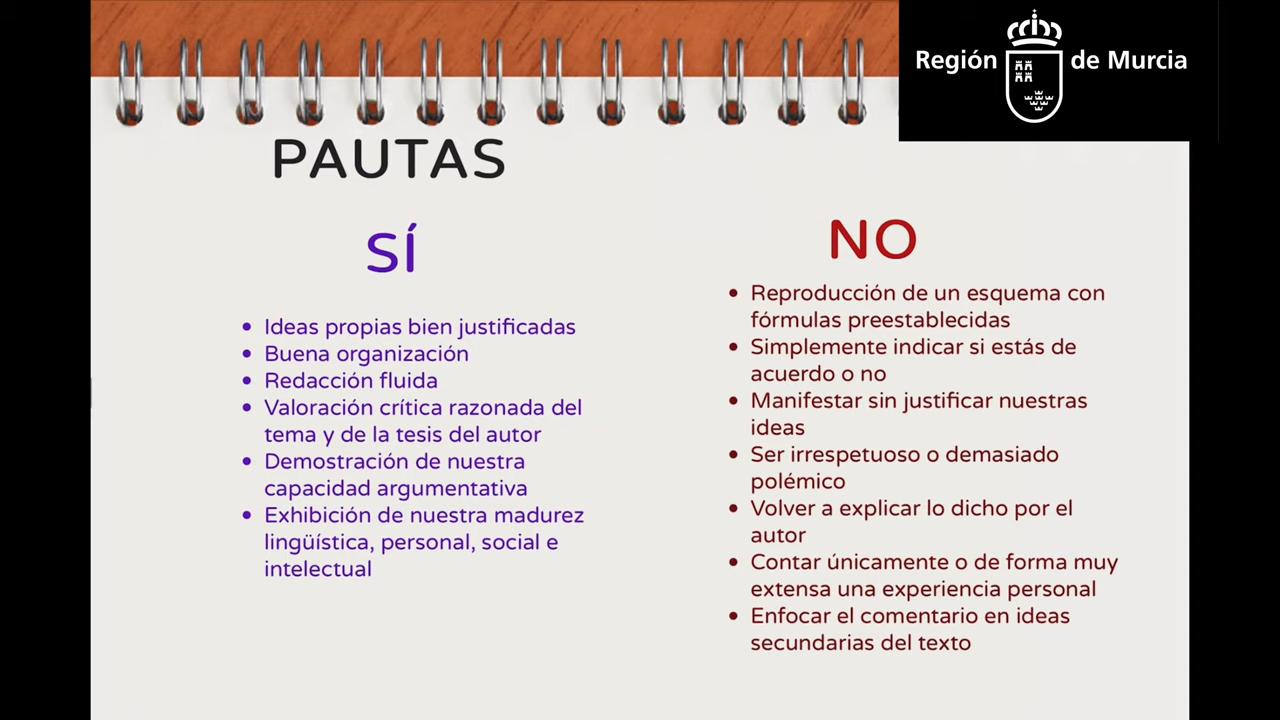 Región de Murcia
PAUTAS
SÍ
• Ideas propias bien justificadas
• Buena organización
• Redacción fluida
• Valoración crítica razonada del
tema y de la tesis del autor
• Demostración de nuestra
capacidad argumentativa
• Exhibición de nuestra madurez
lingüística, personal, social e
intelectual
NO
• Reproducción de un esquema con
fórmulas preestablecidas
• Simplemente indicar si estás de
acuerdo o no
• Manifestar sin justificar nuestras
ideas
• Ser irrespetuoso o demasiado
polémico
• Volver a explicar lo dicho por el
autor
• Contar únicamente o de forma muy
extensa una experiencia personal
• Enfocar el comentario en ideas
secundarias del texto